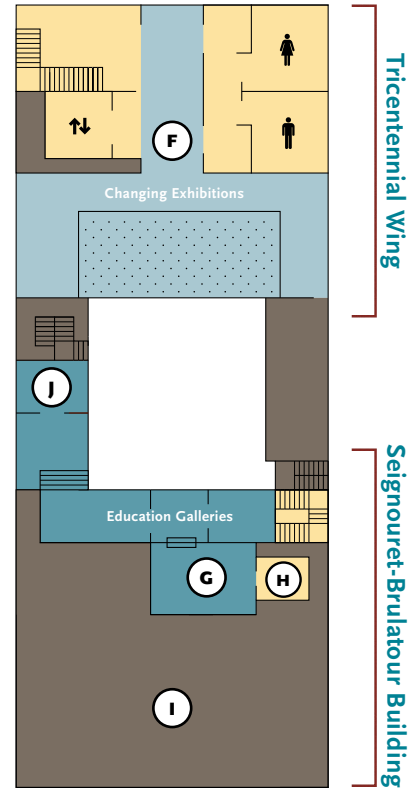 F
Changing Exhibitions
Tricentennial Wing
J
Education Galleries
G
H
I
Seignouret-Brulatour Building